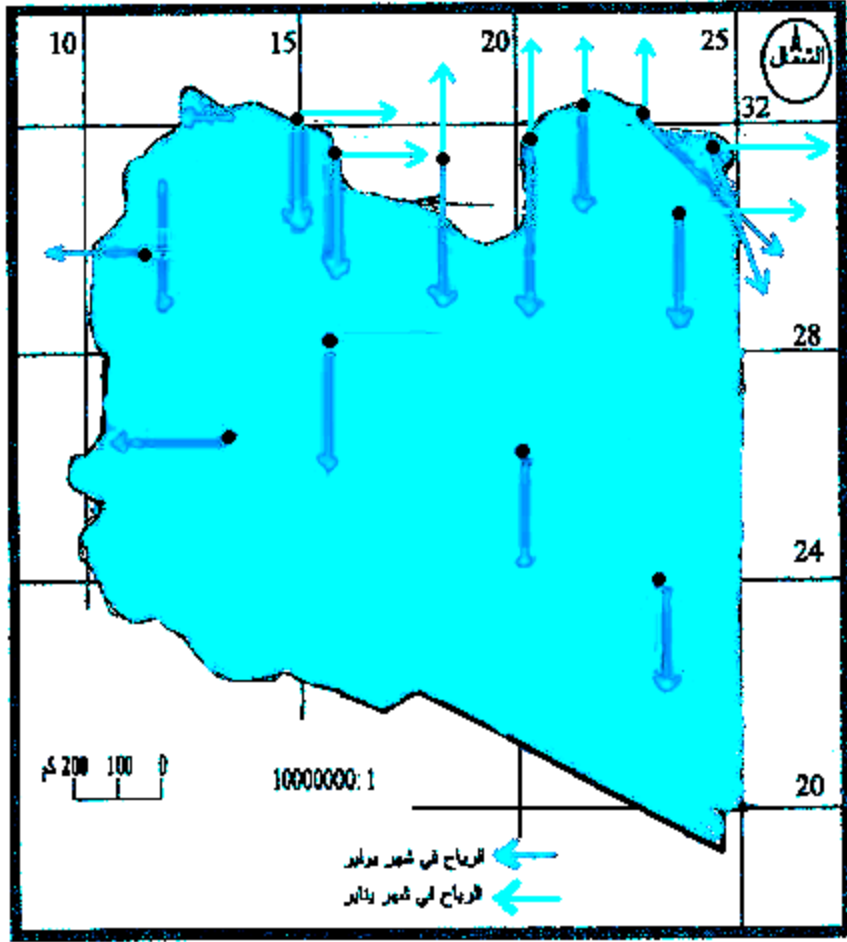 10 15 20 25
الشمال
32
28
24
20
0 100 200 كم
10000000:1
الرياح في شهر يوليو
الرياح في شهر يناير